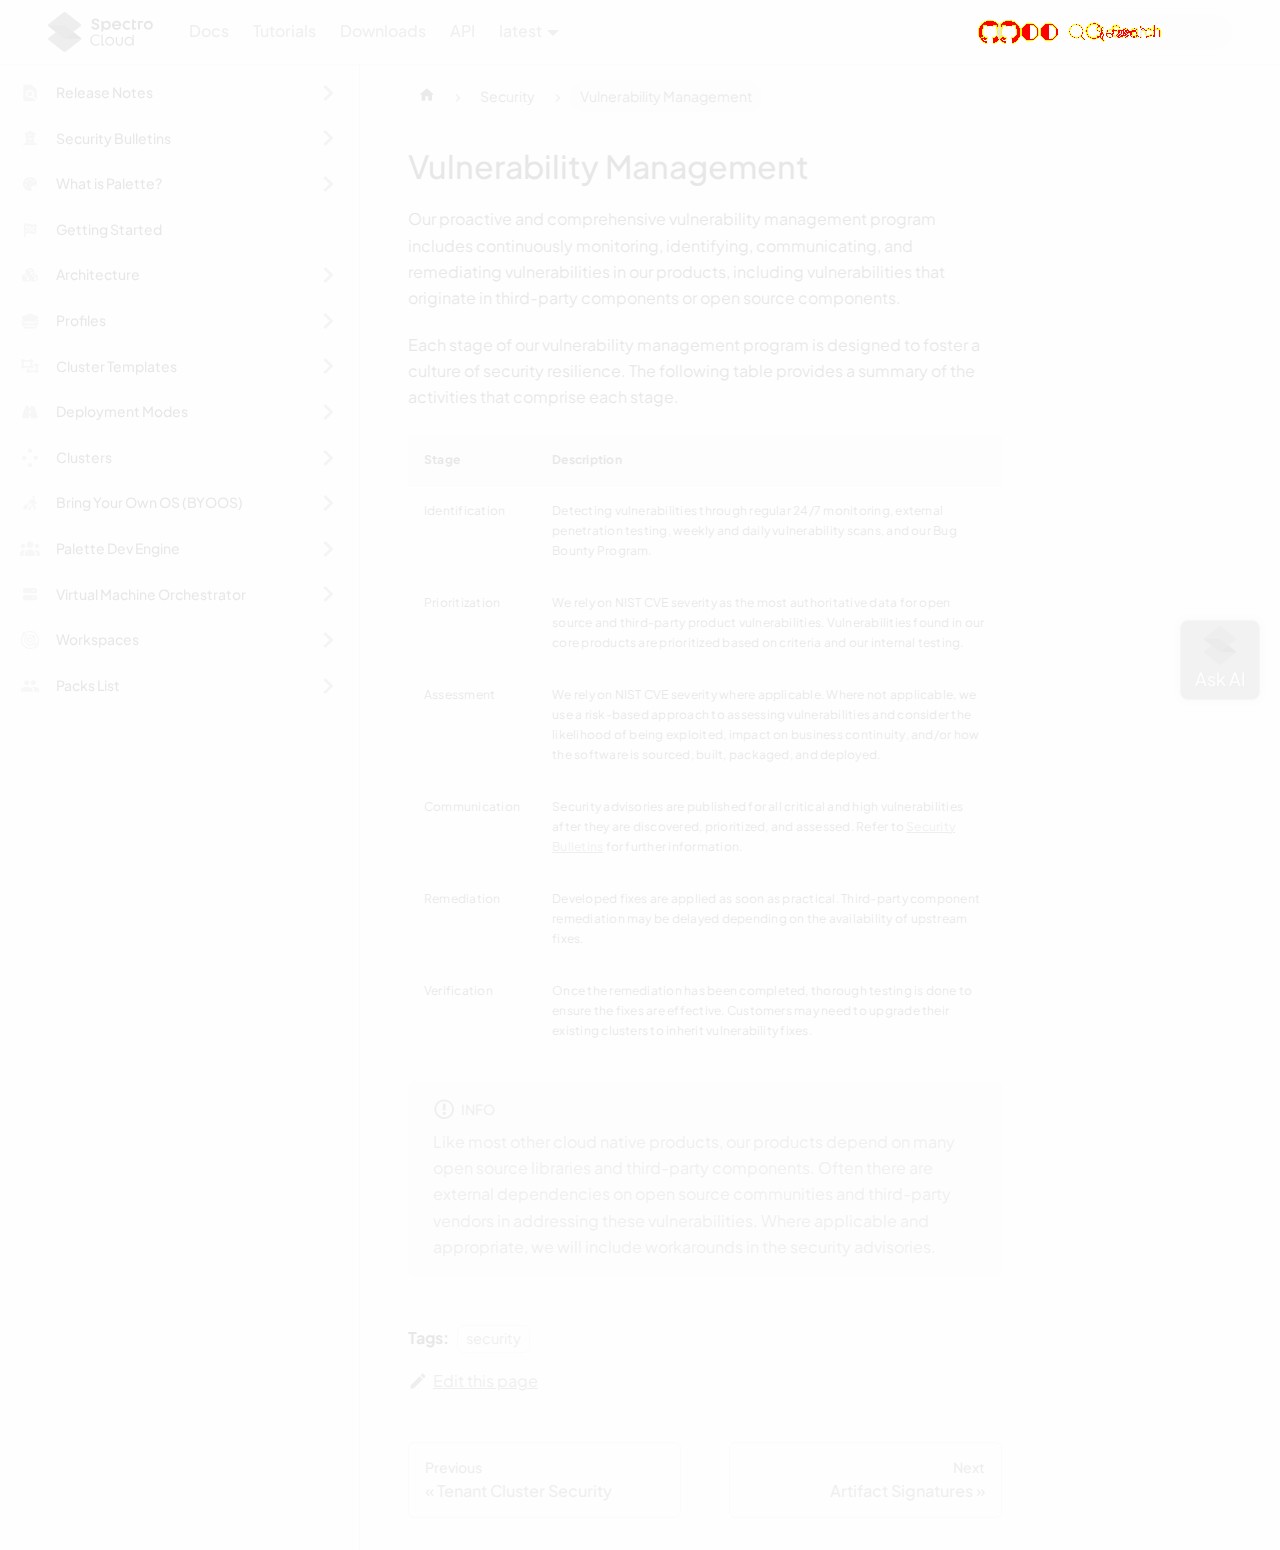 Spectro
Cloud
Docs
Tutorials
Downloads
API
latest
Release Notes
Security
Vulnerability Management
Security Bulletins
What is Palette?
Getting Started
Architecture
Profiles
Cluster Templates
Deployment Modes
Clusters
Bring Your Own OS (BYOOS)
Palette Dev Engine
Virtual Machine Orchestrator
Workspaces
Packs List
Vulnerability Management
Our proactive and comprehensive vulnerability management program
includes continuously monitoring, identifying, communicating, and
remediating vulnerabilities in our products, including vulnerabilities that
originate in third-party components or open source components.
Each stage of our vulnerability management program is designed to foster a
culture of security resilience. The following table provides a summary of the
activities that comprise each stage.
Stage
Description
Identification
Detecting vulnerabilities through regular 24/7 monitoring, external
penetration testing, weekly and daily vulnerability scans, and our Bug
Bounty Program.
Prioritization
We rely on NIST CVE severity as the most authoritative data for open
source and third-party product vulnerabilities. Vulnerabilities found in our
core products are prioritized based on criteria and our internal testing.
Assessment
We rely on NIST CVE severity where applicable. Where not applicable, we
use a risk-based approach to assessing vulnerabilities and consider the
likelihood of being exploited, impact on business continuity, and/or how
the software is sourced, built, packaged, and deployed.
Communication
Security advisories are published for all critical and high vulnerabilities
after they are discovered, prioritized, and assessed. Refer to Security
Bulletins for further information.
Remediation
Developed fixes are applied as soon as practical. Third-party component
remediation may be delayed depending on the availability of upstream
fixes.
Verification
Once the remediation has been completed, thorough testing is done to
ensure the fixes are effective. Customers may need to upgrade their
existing clusters to inherit vulnerability fixes.
Ask AI
INFO
Like most other cloud native products, our products depend on many
open source libraries and third-party components. Often there are
external dependencies on open source communities and third-party
vendors in addressing these vulnerabilities. Where applicable and
appropriate, we will include workarounds in the security advisories.
Tags:
security
Edit this page
Previous
« Tenant Cluster Security
Next
Artifact Signatures »